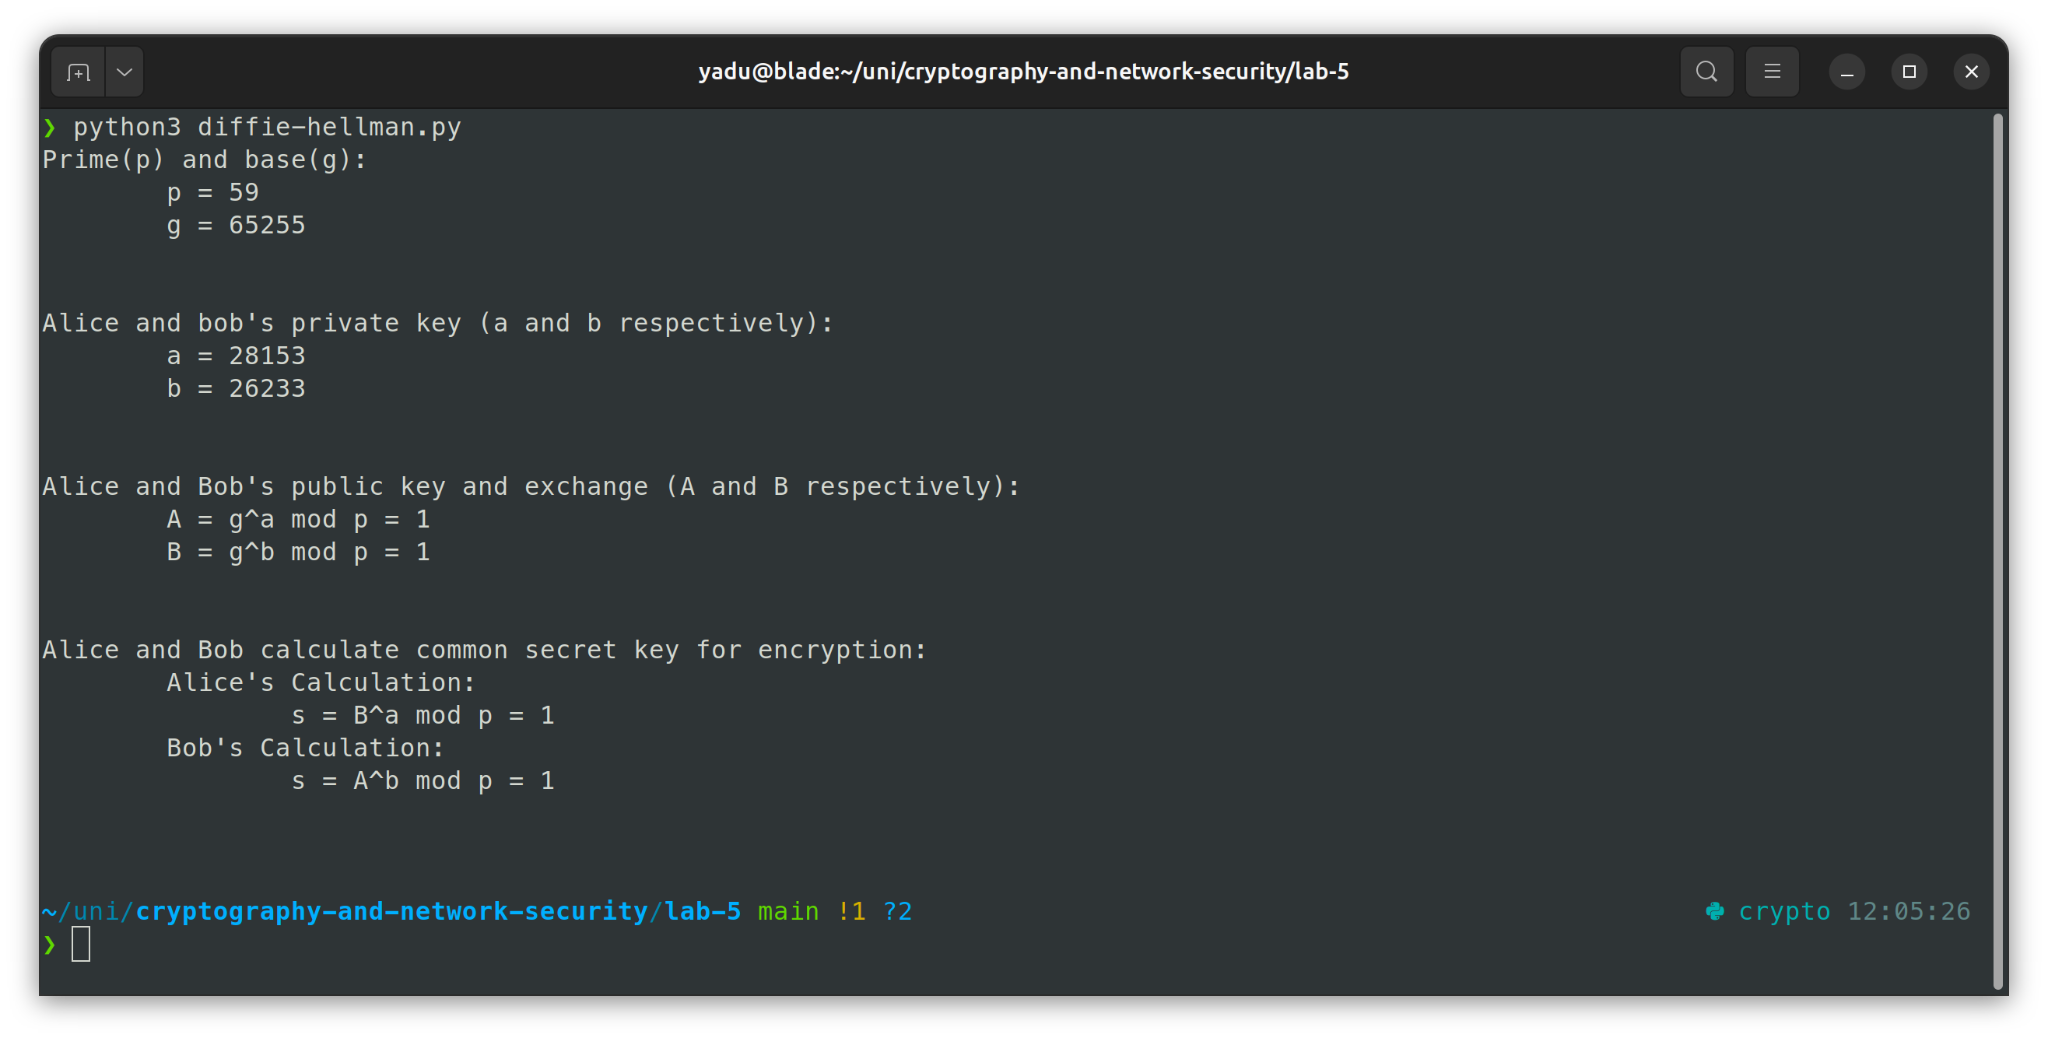 yadu@blade:~/uni/cryptography-and-network-security/lab-5
❯ python3 diffie-hellman.py
Prime(p) and base(g):
p = 59
g = 65255
Alice and bob's private key (a and b respectively):
a = 28153
b = 26233
Alice and Bob's public key and exchange (A and B respectively):
A = g^a mod p = 1
B = g^b mod p = 1
Alice and Bob calculate common secret key for encryption:
Alice's Calculation:
s = B^a mod p = 1
Bob's Calculation:
s = A^b mod p = 1
~/uni/cryptography-and-network-security/lab-5 main !1 ?2 crypto 12:05:26
❯